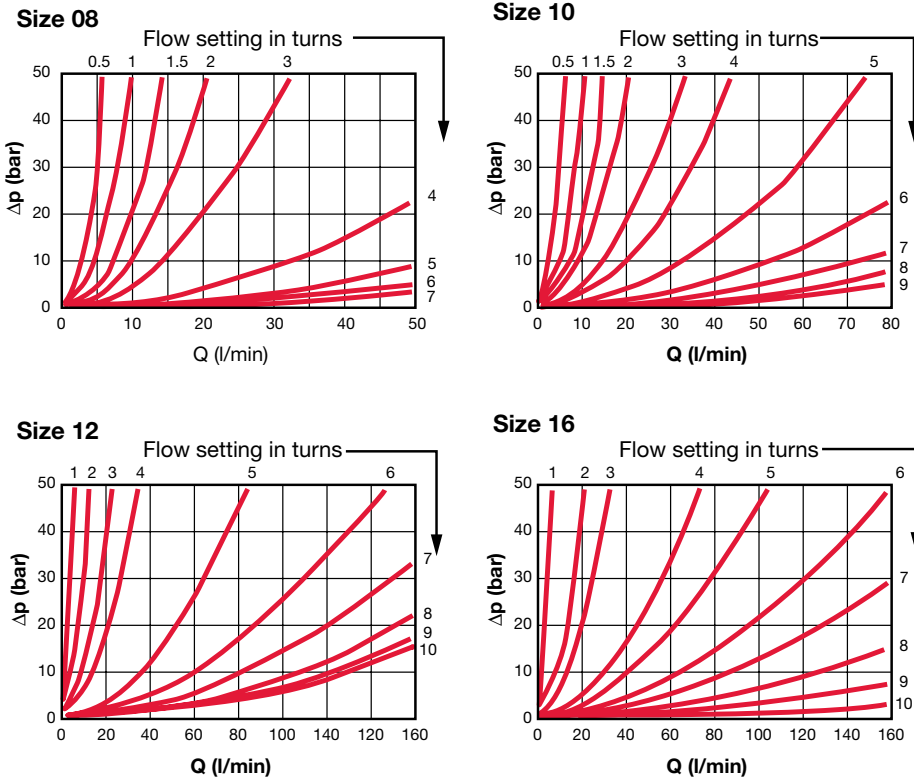 Size 08
Flow setting in turns
0.5 1 1.5 2 3
50
40
30
20
10
0
Δp (bar)
4
5
6
7
0 10 20 30 40 50
Q (l/min)
Size 10
Flow setting in turns
0.5 1 1.5 2 3 4 5
50
40
30
20
10
0
Δp (bar)
6
7
8
9
0 10 20 30 40 50 60 70 80
Q (l/min)
Size 12
Flow setting in turns
1 2 3 4 5 6
50
40
30
20
10
0
Δp (bar)
7
8
9
10
0 20 40 60 80 100 120 140 160
Q (l/min)
Size 16
Flow setting in turns
1 2 3 4 5 6
50
40
30
20
10
0
Δp (bar)
7
8
9
10
0 20 40 60 80 100 120 140 160
Q (l/min)